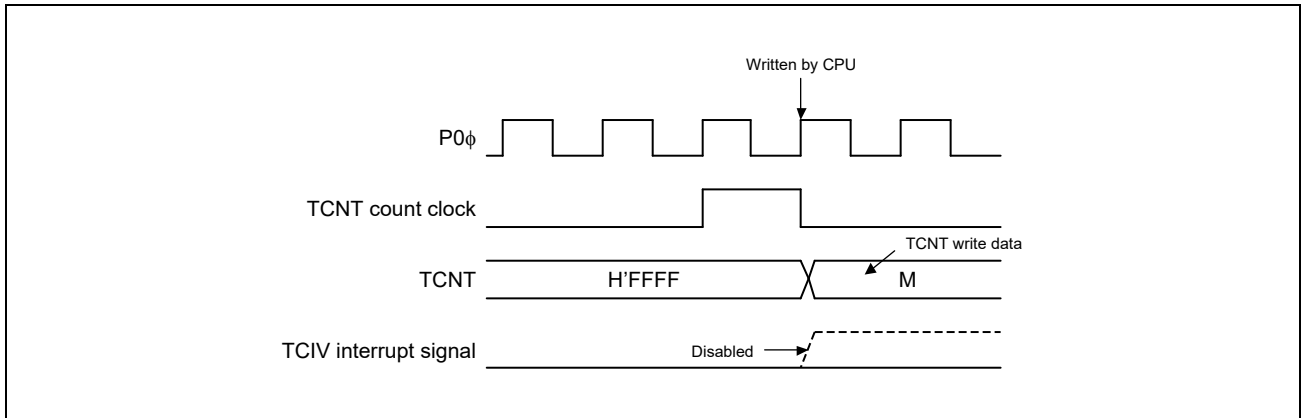 Written by CPU
P0ϕ
TCNT count clock
TCNT write data
TCNT H'FFFF M
TCIV interrupt signal Disabled